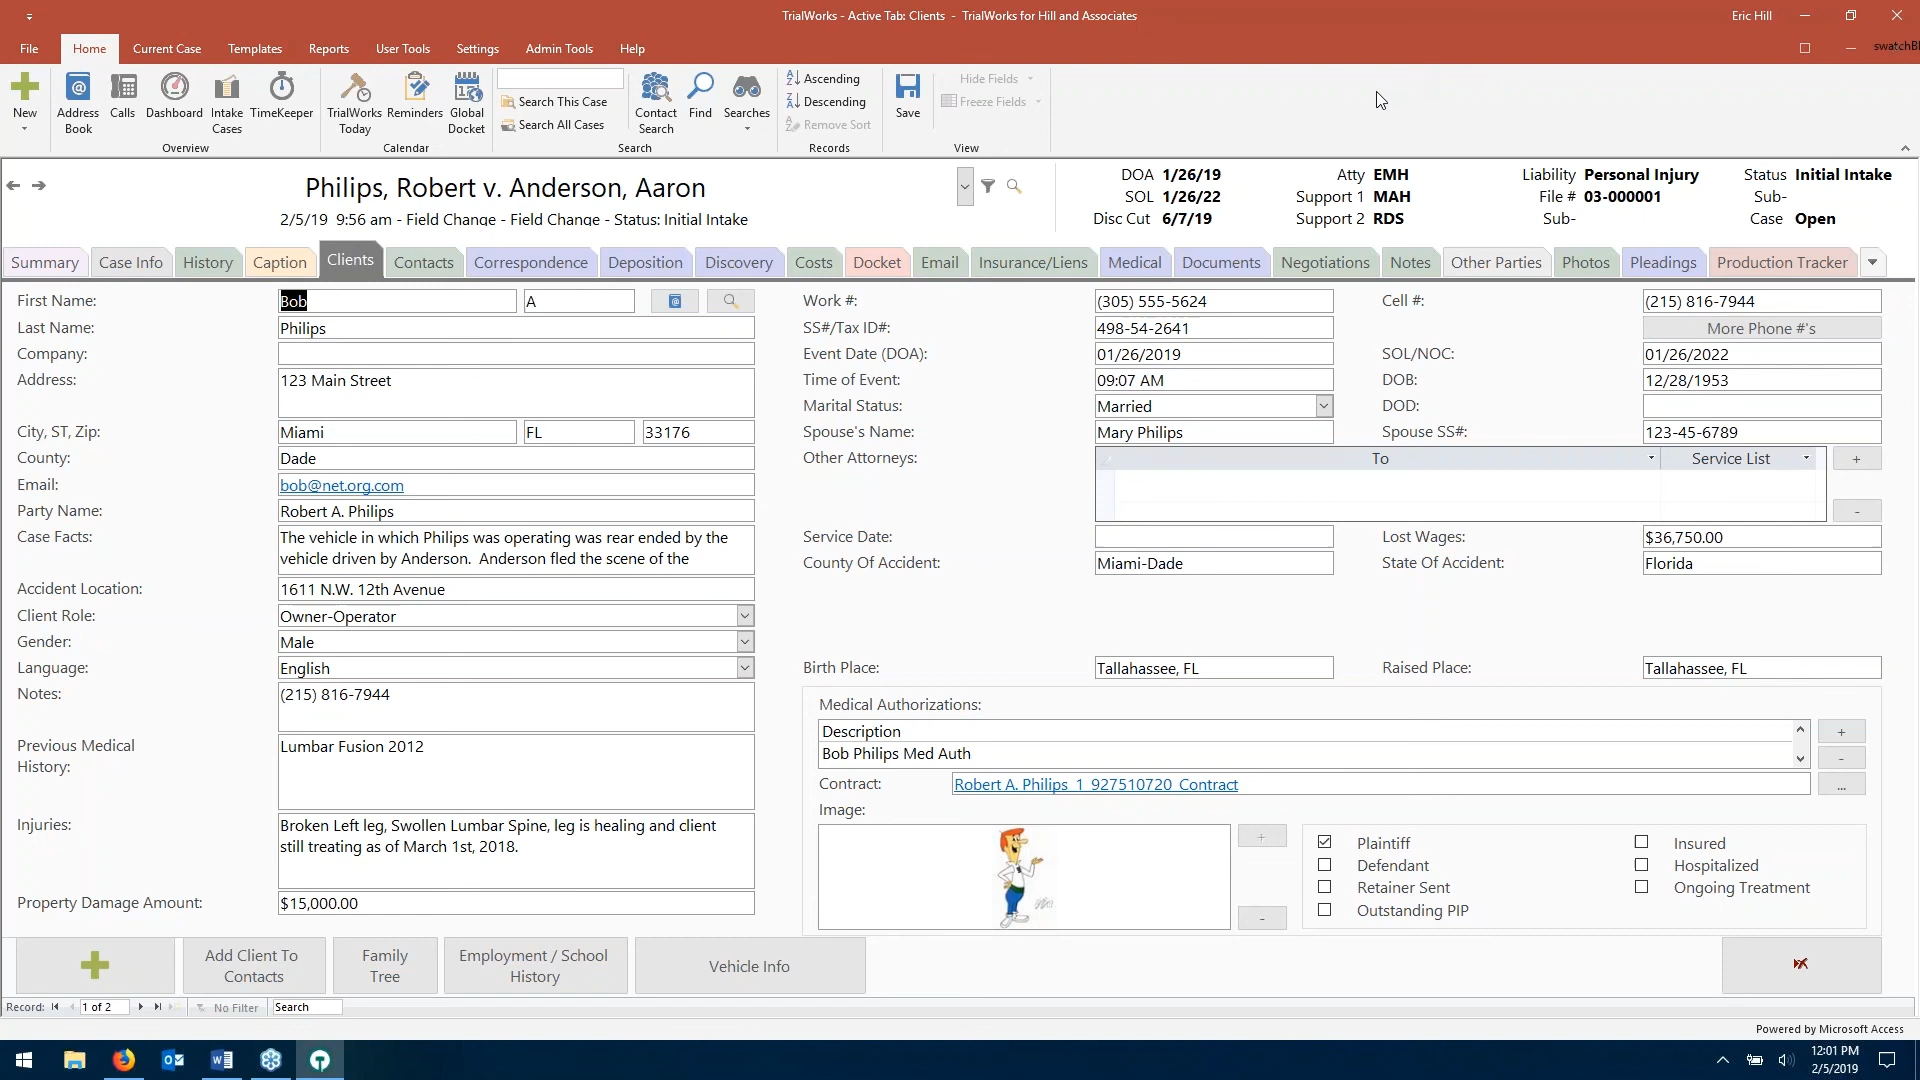 TrialWorks - Active Tab: Clients - TrialWorks for Hill and Associates
Eric Hill
File Home Current Case Templates Reports User Tools Settings Admin Tools Help
swatchBl
New
Address Book
Calls
Dashboard
Intake Cases
TimeKeeper
Overview
TrialWorks Today
Reminders
Global Docket
Calendar
Search This Case
Search All Cases
Contact Search
Find
Searches
Search
Ascending
Descending
Remove Sort
Records
Save
Hide Fields
Freeze Fields
View
Philips, Robert v. Anderson, Aaron
2/5/19 9:56 am - Field Change - Field Change - Status: Initial Intake
DOA 1/26/19 Atty EMH Liability Personal Injury Status Initial Intake
SOL 1/26/22 Support 1 MAH File # 03-000001 Sub-
Disc Cut 6/7/19 Support 2 RDS Sub- Case Open
Summary Case Info History Caption Clients Contacts Correspondence Deposition Discovery Costs Docket Email Insurance/Liens Medical Documents Negotiations Notes Other Parties Photos Pleadings Production Tracker
First Name: Bob A
Last Name: Philips
Company:
Address: 123 Main Street
City, ST, Zip: Miami FL 33176
County: Dade
Email: bob@net.org.com
Party Name: Robert A. Philips
Case Facts: The vehicle in which Philips was operating was rear ended by the
vehicle driven by Anderson. Anderson fled the scene of the
Accident Location: 1611 N.W. 12th Avenue
Client Role: Owner-Operator
Gender: Male
Language: English
Notes: (215) 816-7944
Previous Medical History: Lumbar Fusion 2012
Injuries: Broken Left leg, Swollen Lumbar Spine, leg is healing and client
still treating as of March 1st, 2018.
Property Damage Amount: $15,000.00
Work #: (305) 555-5624 Cell #: (215) 816-7944
SS#/Tax ID#: 498-54-2641 More Phone #'s
Event Date (DOA): 01/26/2019 SOL/NOC: 01/26/2022
Time of Event: 09:07 AM DOB: 12/28/1953
Marital Status: Married DOD:
Spouse's Name: Mary Philips Spouse SS#: 123-45-6789
Other Attorneys: To Service List +
-
Service Date: Lost Wages: $36,750.00
County Of Accident: Miami-Dade State Of Accident: Florida
Birth Place: Tallahassee, FL Raised Place: Tallahassee, FL
Medical Authorizations:
Description +
Bob Philips Med Auth -
Contract: Robert A. Philips_1_927510720_Contract ...
Image:
+
-
Plaintiff Insured
Defendant Hospitalized
Retainer Sent Ongoing Treatment
Outstanding PIP
Add Client To Contacts
Family Tree
Employment / School History
Vehicle Info
Record: 1 of 2 No Filter Search
Powered by Microsoft Access
12:01 PM
2/5/2019